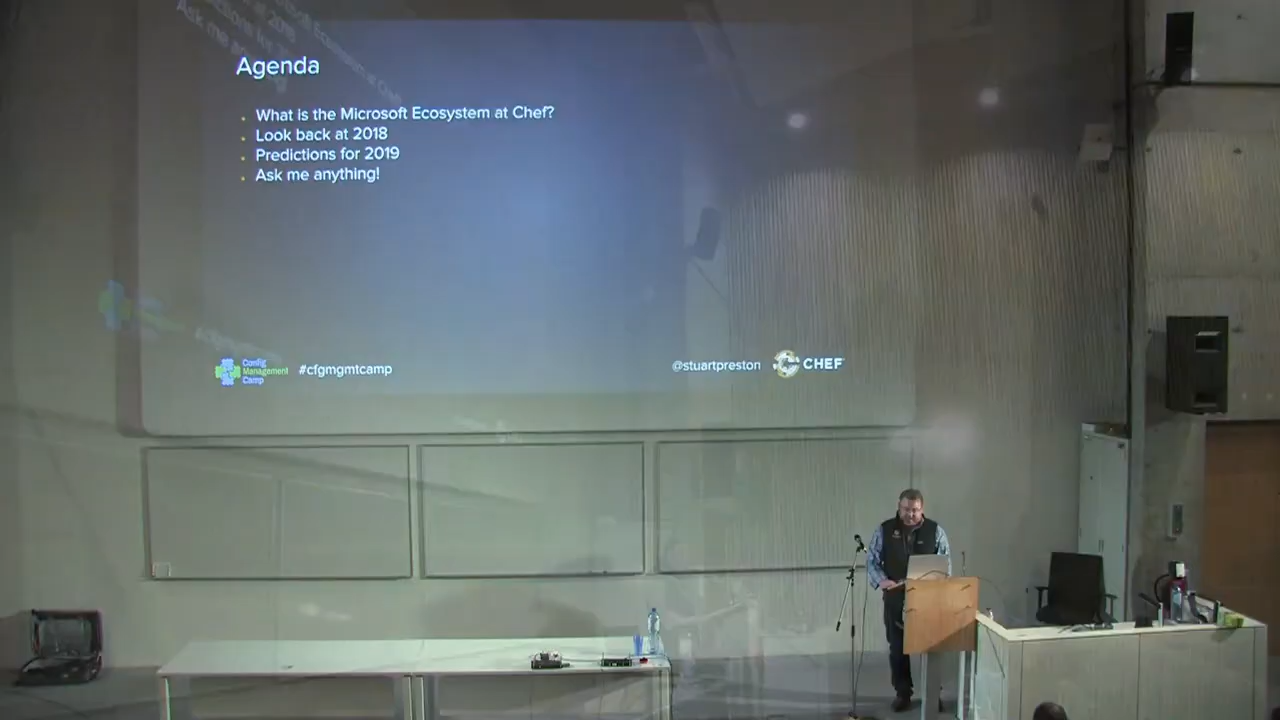 Agenda
What is the Microsoft Ecosystem at Chef?
Look back at 2018
Predictions for 2019
Ask me anything!
Config
Management
Camp
#cfgmgmtcamp
@stuartpreston
CHEF